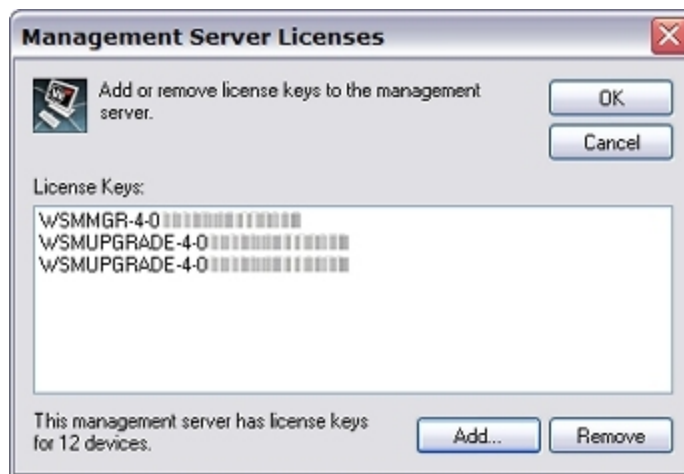 Management Server Licenses
Add or remove license keys to the management
server.
OK
Cancel
License Keys:
WSMMGR-4-0
WSMUPGRADE-4-0
WSMUPGRADE-4-0
This management server has license keys
for 12 devices.
Add...
Remove